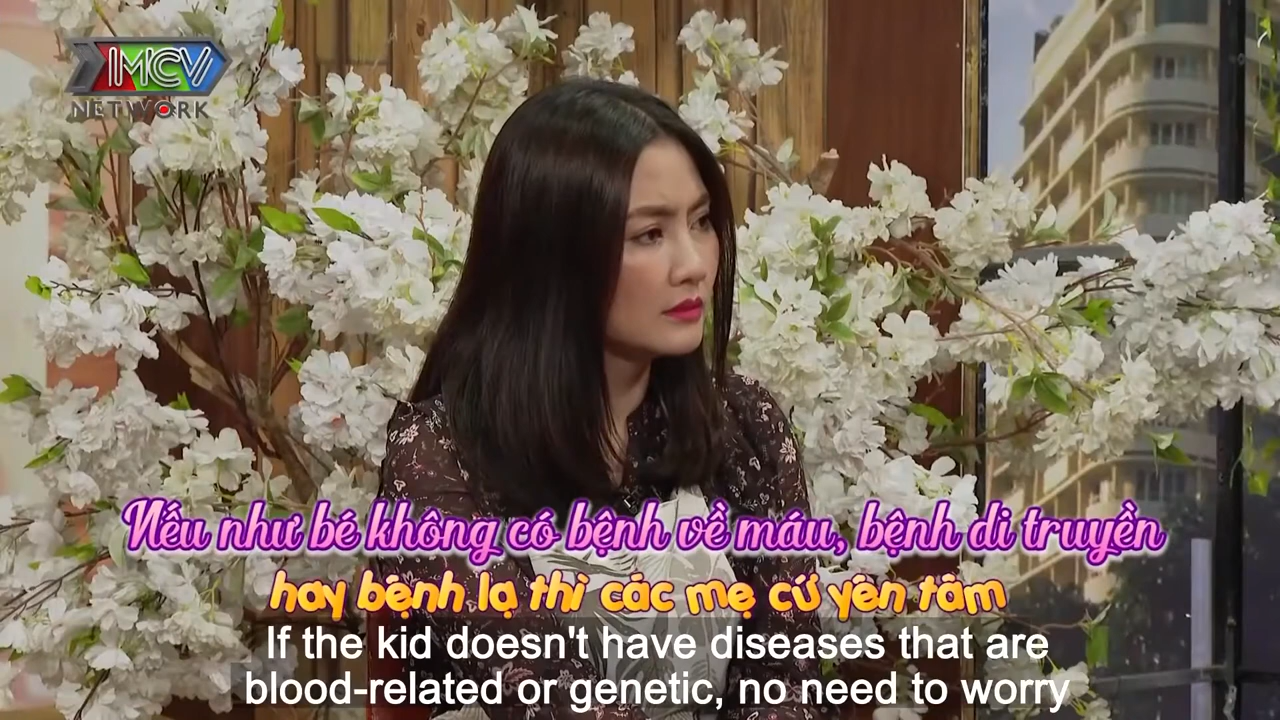 MCV
NETWORK
Nếu như bé không có bệnh về máu, bệnh di truyền
hay bệnh lạ thì các mẹ cứ yên tâm
If the kid doesn't have diseases that are
blood-related or genetic, no need to worry